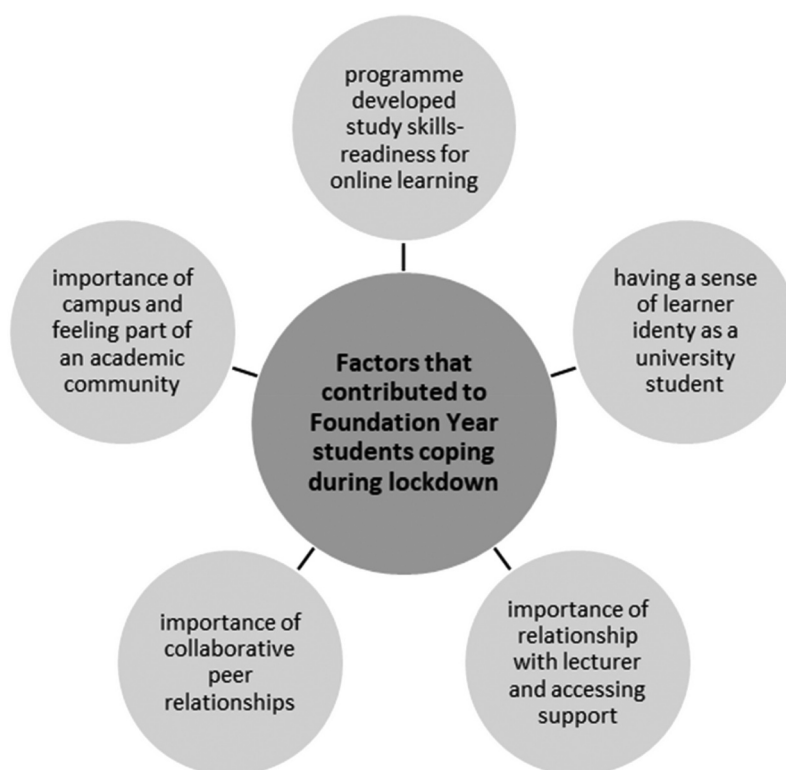 programme
developed
study skills-
readiness for
online learning
importance of
campus and
feeling part of
an academic
community
having a sense
of learner
identy as a
university
student
Factors that
contributed to
Foundation Year
students coping
during lockdown
importance of
collaborative
peer
relationships
importance of
relationship
with lecturer
and accessing
support